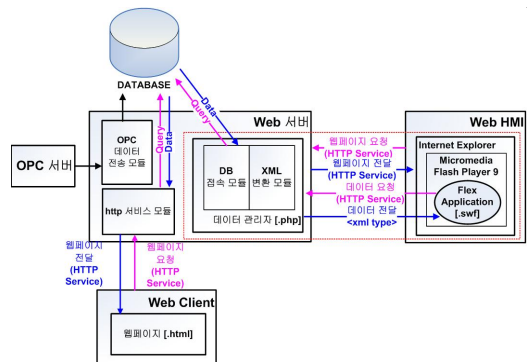 DATABASE
Query
Data
Query
Data
Web 서버
Web HMI
OPC
데이터
전송 모듈
OPC 서버
http 서비스 모듈
DB
접속 모듈
XML
변환 모듈
데이터 관리자 [.php]
웹페이지 요청
(HTTP Service)
웹페이지 전달
(HTTP Service)
데이터 요청
(HTTP Service)
데이터 전달
<xml type>
Internet Explorer
Micromedia
Flash Player 9
Flex
Application
[.swf]
웹페이지
전달
(HTTP
Service)
웹페이지
요청
(HTTP
Service)
Web Client
웹페이지 [.html]